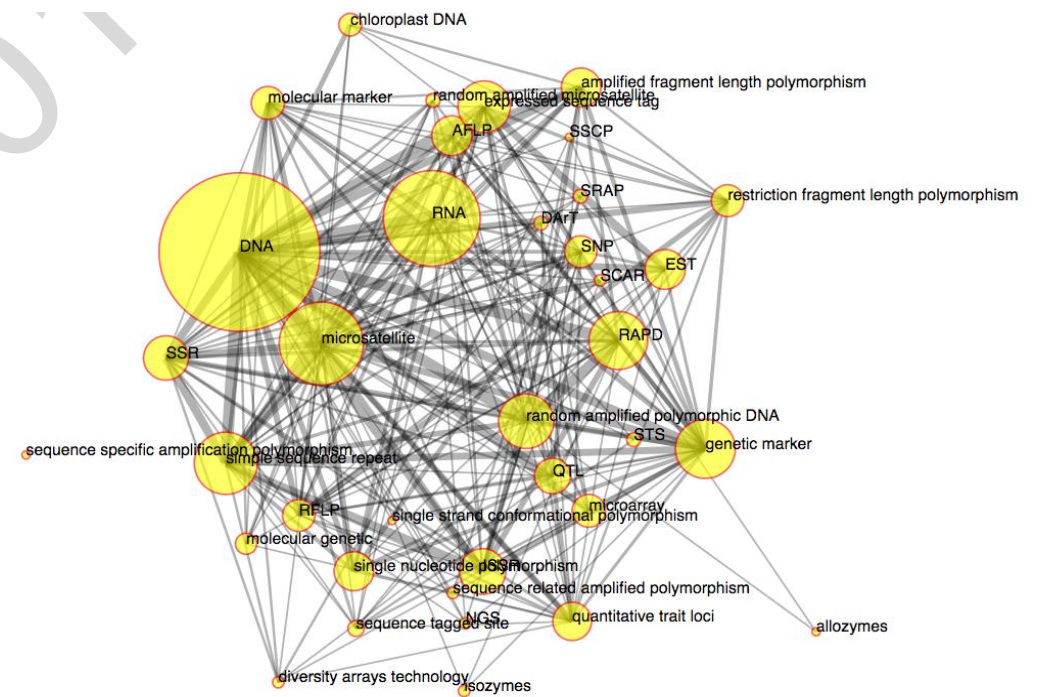 chloroplast DNA
amplified fragment length polymorphism
molecular marker
random amplified microsatellite
expressed sequence tag
AFLP
SSCP
SRAP
restriction fragment length polymorphism
RNA
DArT
DNA
SNP
EST
SCAR
microsatellite
RAPD
SSR
random amplified polymorphic DNA
STS
genetic marker
sequence specific amplification polymorphism
simple sequence repeat
QTL
microarray
RFLP
single strand conformational polymorphism
molecular genetic
single nucleotide polymorphism
ISSR
sequence related amplified polymorphism
quantitative trait loci
NGS
sequence tagged site
allozymes
diversity arrays technology
isozymes